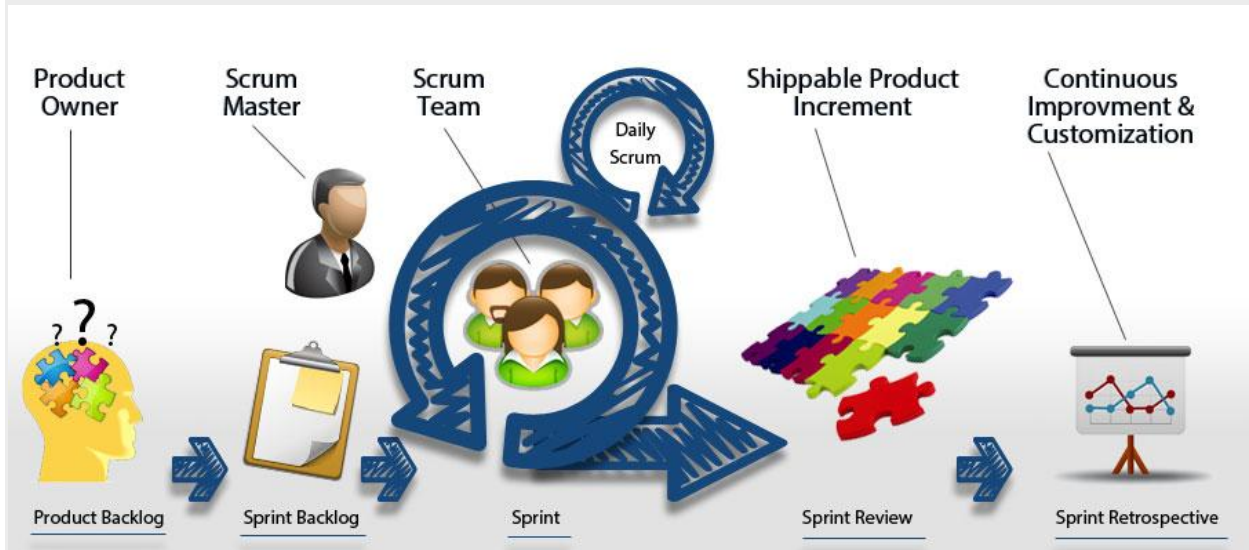 Product
Owner
Scrum
Master
Scrum
Team
Daily
Scrum
Shippable Product
Increment
Continuous
Improvment &
Customization
?
?
?
Product Backlog
Sprint Backlog
Sprint
Sprint Review
Sprint Retrospective